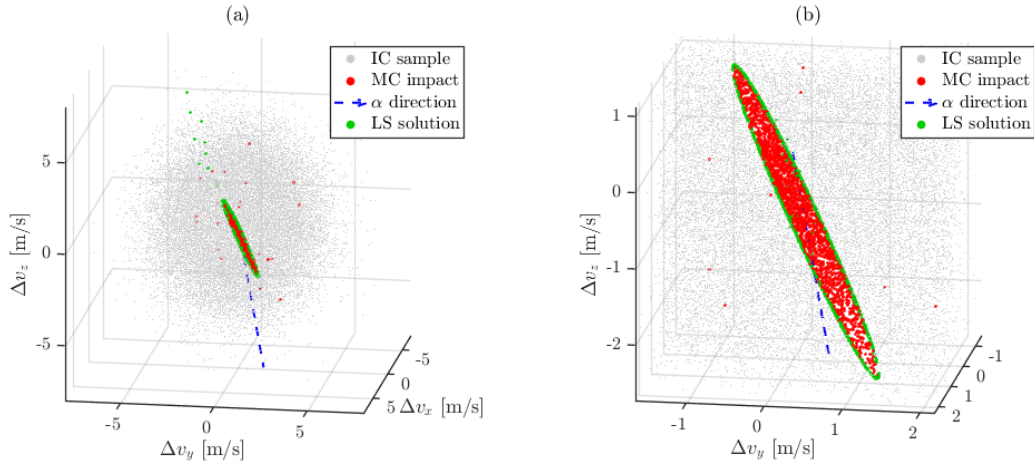 (a)
IC sample
MC impact
α direction
LS solution
5
0
-5
Δv_z [m/s]
-5
0
5
Δv_y [m/s]
-5
0
5
Δv_x [m/s]
(b)
IC sample
MC impact
α direction
LS solution
1
0
-1
-2
Δv_z [m/s]
-1
0
1
2
Δv_y [m/s]
-1
0
1
2